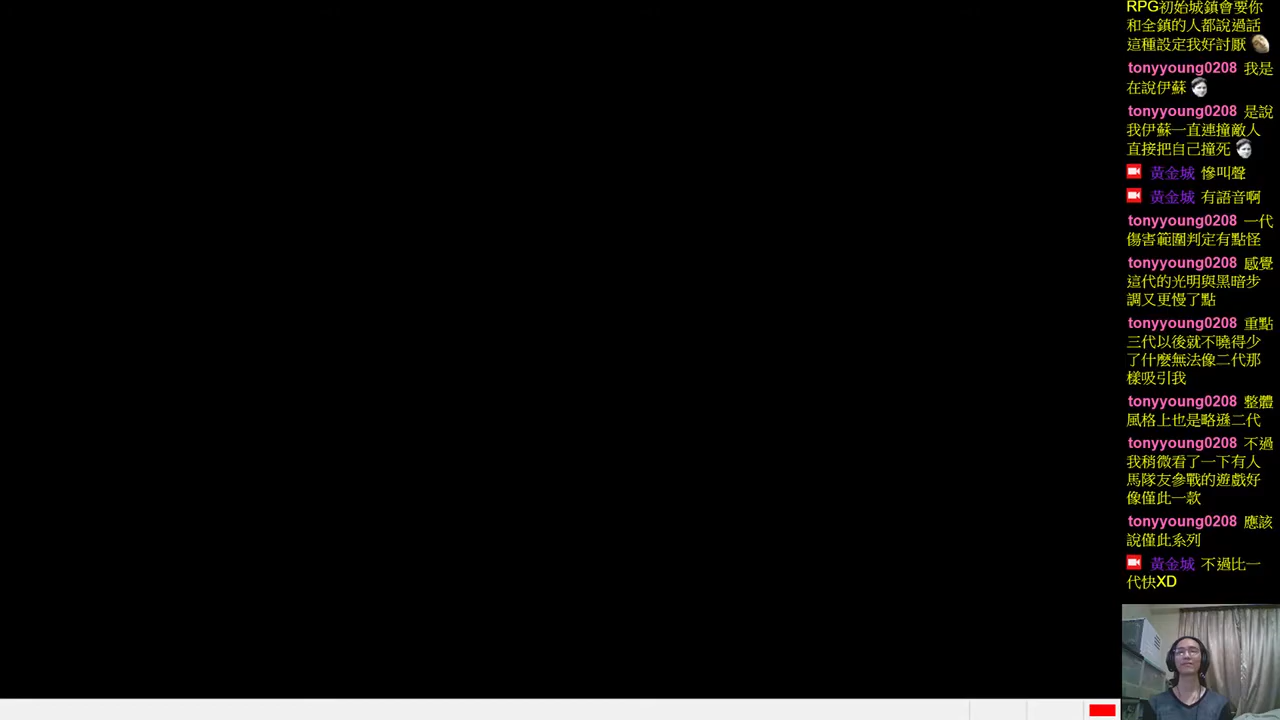 RPG初始城鎮會要你
和全鎮的人都說過話
這種設定我好討厭
tonyyoung0208 我是
在說伊蘇
tonyyoung0208 是說
我伊蘇一直連撞敵人
直接把自己撞死
黃金城 慘叫聲
黃金城 有語音啊
tonyyoung0208 一代
傷害範圍判定有點怪
tonyyoung0208 感覺
這代的光明與黑暗步
調又更慢了點
tonyyoung0208 重點
三代以後就不曉得少
了什麼無法像二代那
樣吸引我
tonyyoung0208 整體
風格上也是略遜二代
tonyyoung0208 不過
我稍微看了一下有人
馬隊友參戰的遊戲好
像僅此一款
tonyyoung0208 應該
說僅此系列
黃金城 不過比一
代快XD